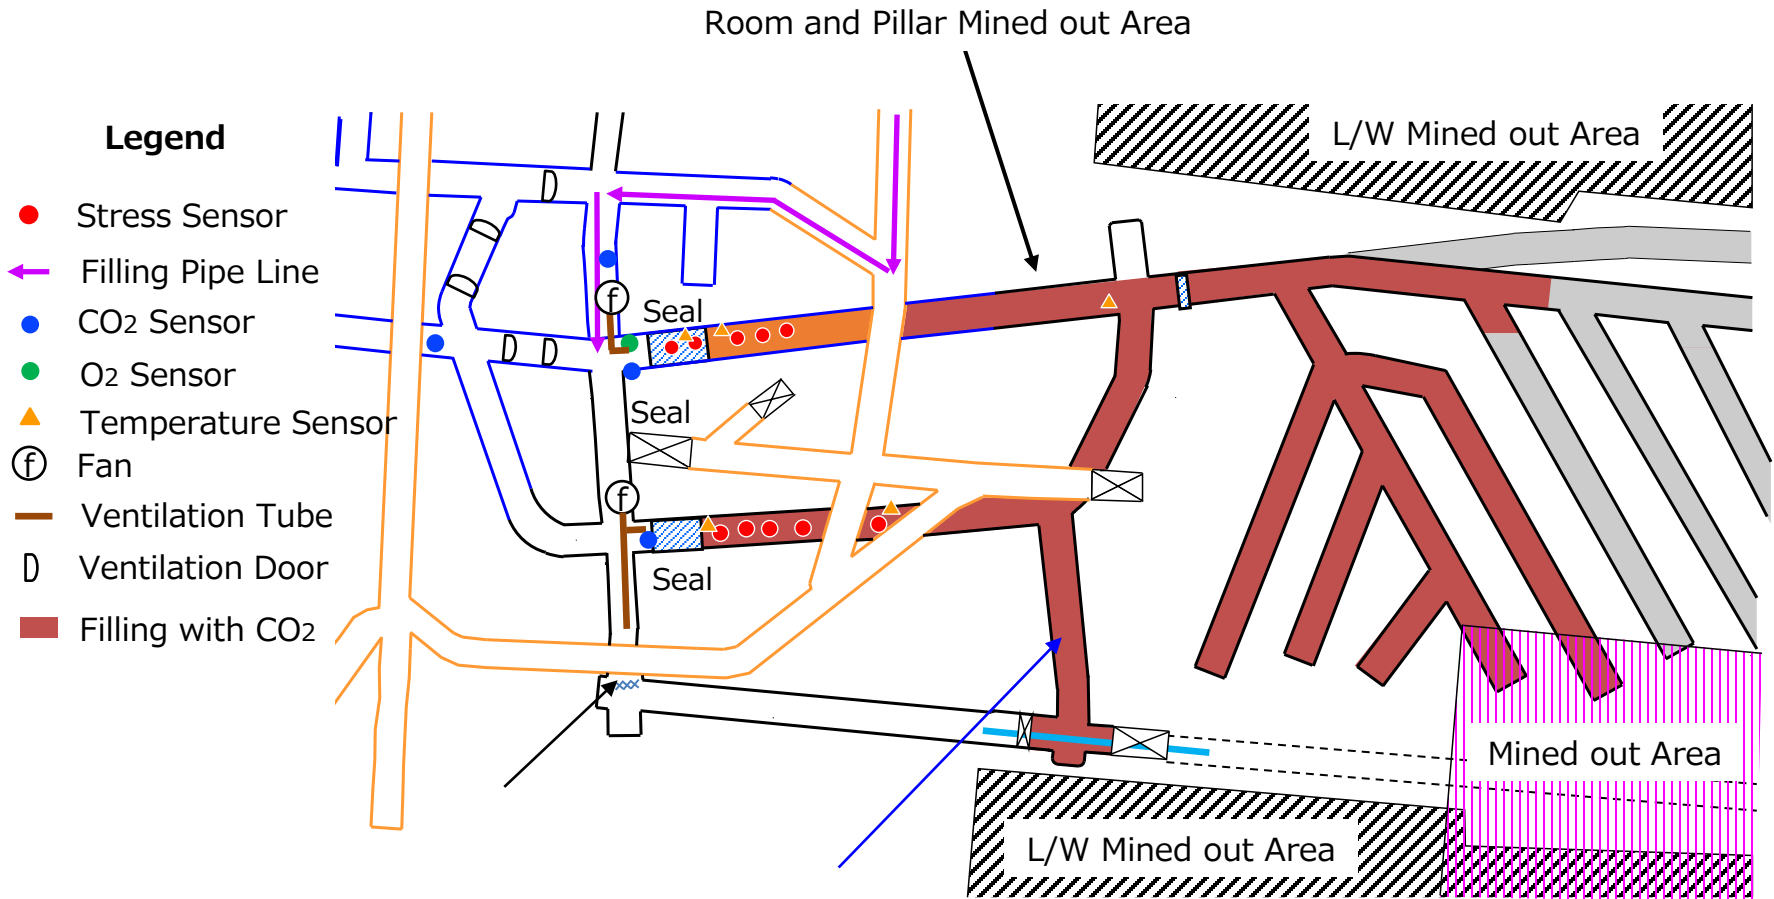 Room and Pillar Mined out Area
L/W Mined out Area
Legend
Stress Sensor
Filling Pipe Line
CO2 Sensor
O2 Sensor
Temperature Sensor
f Fan
Ventilation Tube
Ventilation Door
Filling with CO2
f
Seal
Seal
f
Seal
Mined out Area
L/W Mined out Area